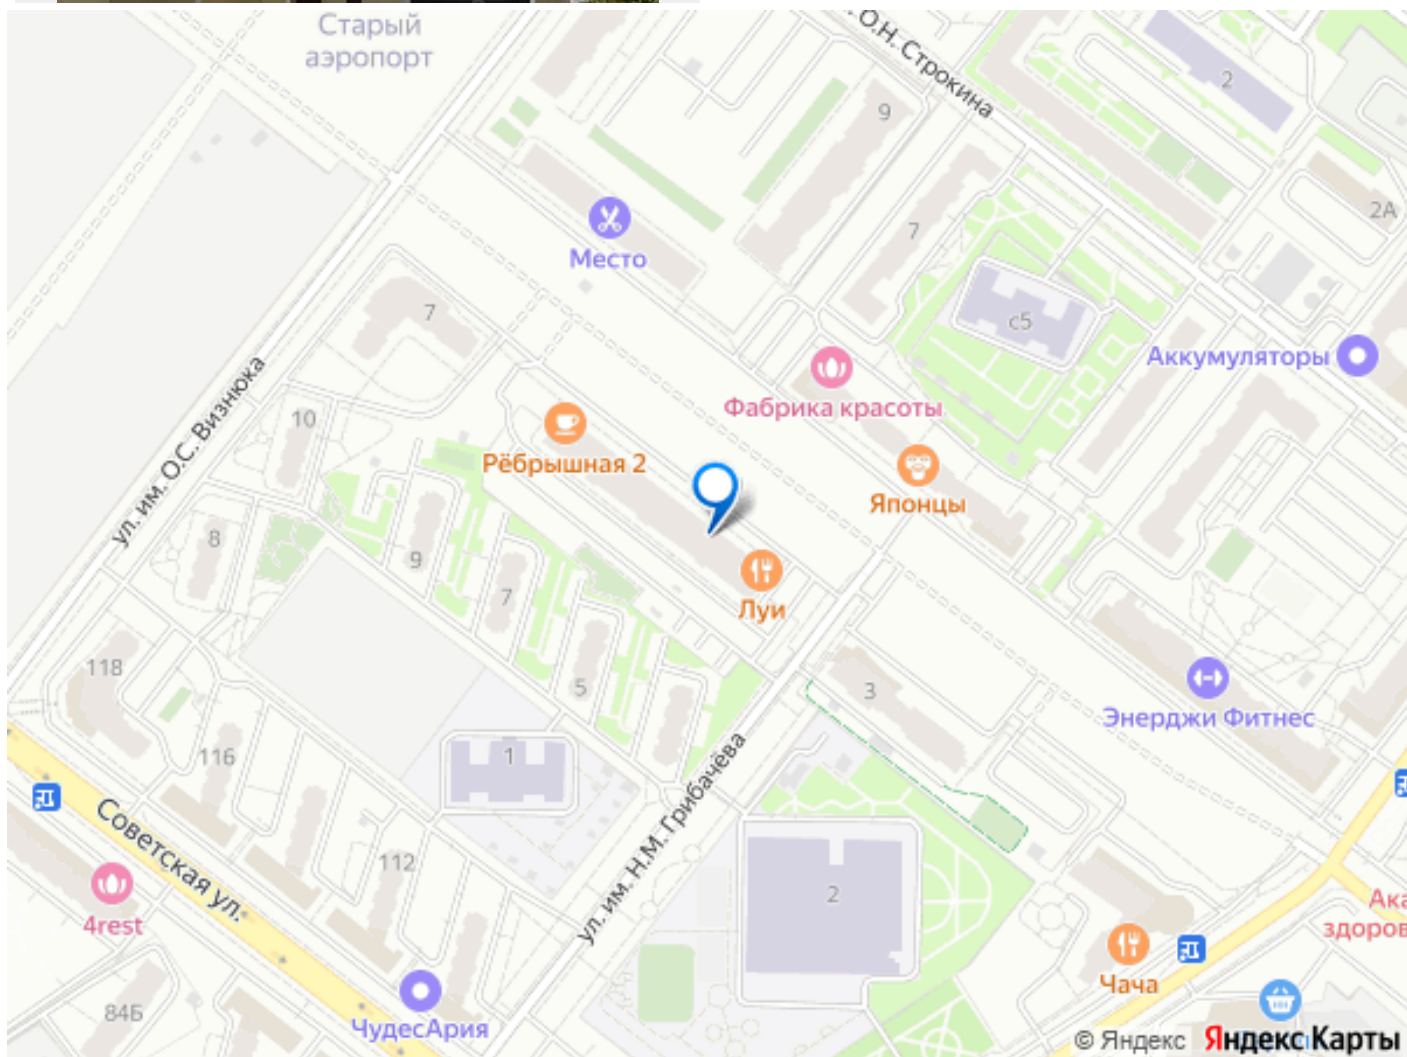 Старый
аэропорт
О.Н. Строкина
2
9
2А
7
Место
с5
7
Аккумуляторы
Фабрика красоты
ул. им. О.С. Визнюка
10
Рёбрышная 2
Японцы
8
9
7
Луи
118
5
3
Энерджи Фитнес
116
1
ул. им. Н.М. Грибачёва
Советская ул.
112
2
4rest
Ака
здоров
Чача
84Б
ЧудесАрия
© Яндекс Яндекс Карты